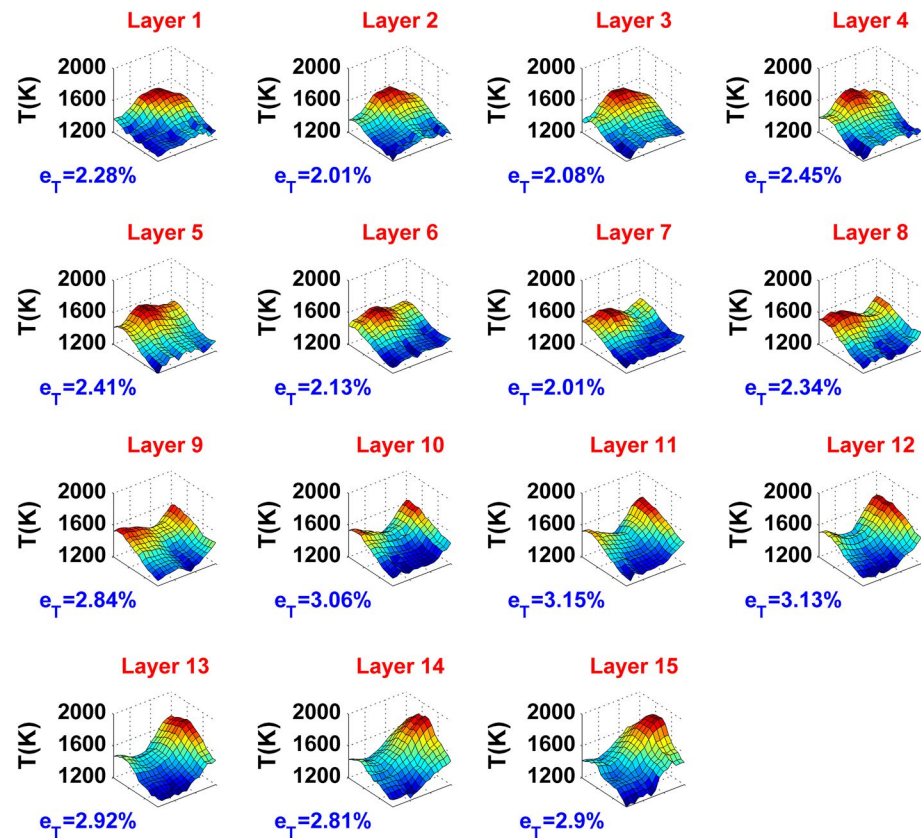 Layer 1
Layer 2
Layer 3
Layer 4
2000
1600
1200
T(K)
2000
1600
1200
T(K)
2000
1600
1200
T(K)
2000
1600
1200
T(K)
e_T=2.28%
e_T=2.01%
e_T=2.08%
e_T=2.45%
Layer 5
Layer 6
Layer 7
Layer 8
2000
1600
1200
T(K)
2000
1600
1200
T(K)
2000
1600
1200
T(K)
2000
1600
1200
T(K)
e_T=2.41%
e_T=2.13%
e_T=2.01%
e_T=2.34%
Layer 9
Layer 10
Layer 11
Layer 12
2000
1600
1200
T(K)
2000
1600
1200
T(K)
2000
1600
1200
T(K)
2000
1600
1200
T(K)
e_T=2.84%
e_T=3.06%
e_T=3.15%
e_T=3.13%
Layer 13
Layer 14
Layer 15
2000
1600
1200
T(K)
2000
1600
1200
T(K)
2000
1600
1200
T(K)
e_T=2.92%
e_T=2.81%
e_T=2.9%